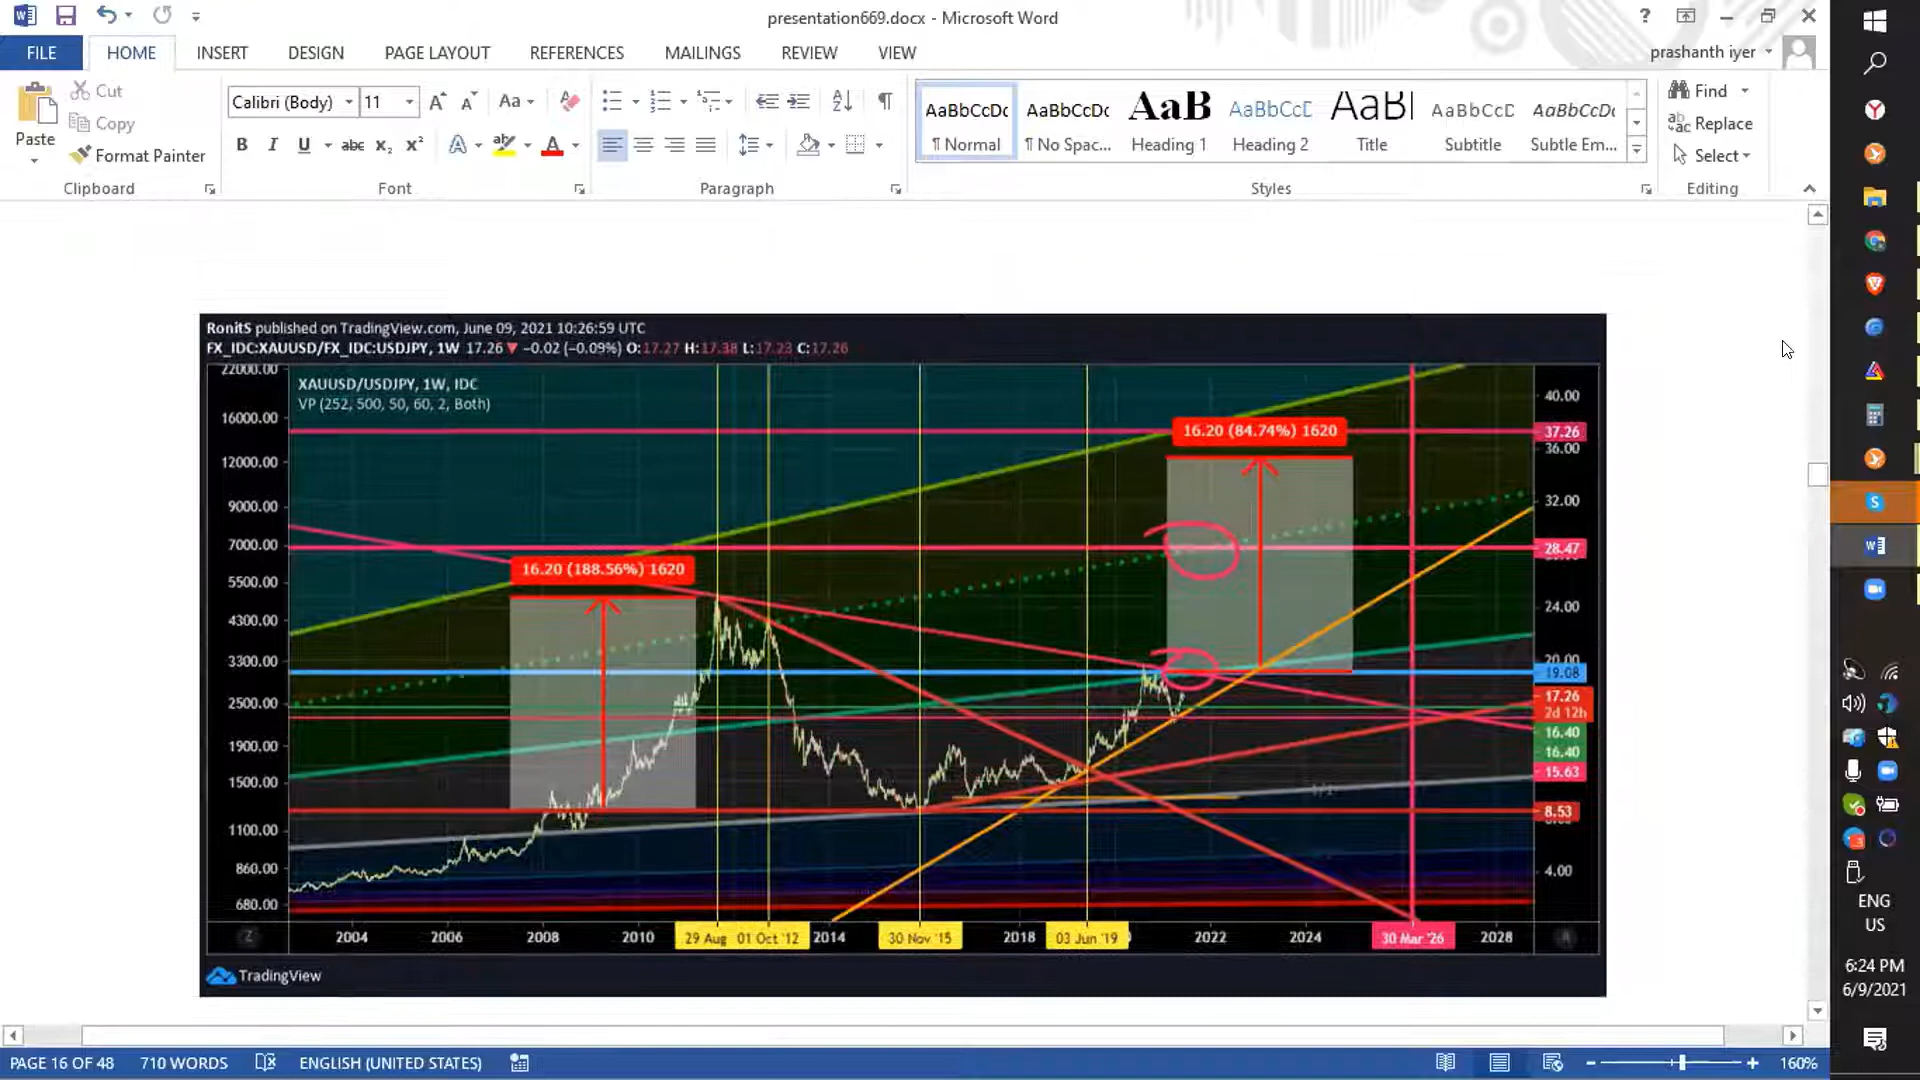 presentation669.docx - Microsoft Word
?
FILE
HOME
INSERT
DESIGN
PAGE LAYOUT
REFERENCES
MAILINGS
REVIEW
VIEW
prashanth iyer
Paste
Cut
Copy
Format Painter
Clipboard
Calibri (Body)
11
Font
Paragraph
AaBbCcDc
¶ Normal
AaBbCcDc
¶ No Spac...
AaB
Heading 1
AaBbCcD
Heading 2
AaBl
Title
AaBbCcD
Subtitle
AaBbCcDc
Subtle Em...
Styles
Find
Replace
Select
Editing
RonitS published on TradingView.com, June 09, 2021 10:26:59 UTC
FX_IDC:XAUUSD/FX_IDC:USDJPY, 1W 17.26 ▼ −0.02 (−0.09%) O:17.27 H:17.38 L:17.23 C:17.26
XAUUSD/USDJPY, 1W, IDC
VP (252, 500, 50, 60, 2, Both)
22000.00
16000.00
12000.00
9000.00
7000.00
5500.00
4300.00
3300.00
2500.00
1900.00
1500.00
1100.00
860.00
680.00
16.20 (188.56%) 1620
16.20 (84.74%) 1620
40.00
37.26
36.00
32.00
28.47
24.00
20.00
19.08
17.26
2d 12h
16.40
16.40
15.63
8.53
4.00
2004
2006
2008
2010
29 Aug
01 Oct '12
2014
30 Nov '15
2018
03 Jun '19
2022
2024
30 Mar '26
2028
TradingView
PAGE 16 OF 48
710 WORDS
ENGLISH (UNITED STATES)
160%
ENG
US
6:24 PM
6/9/2021